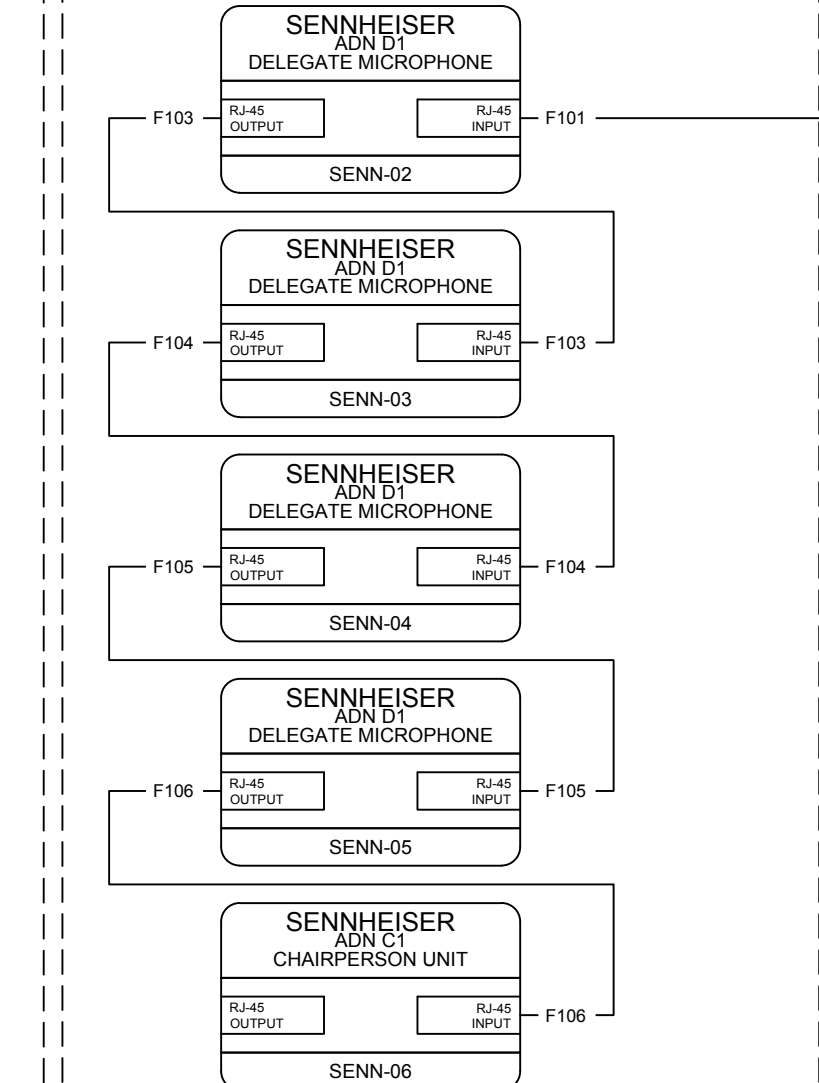 SENNHEISER
ADN D1
DELEGATE MICROPHONE
F103
RJ-45
OUTPUT
RJ-45
INPUT
F101
SENN-02
SENNHEISER
ADN D1
DELEGATE MICROPHONE
F104
RJ-45
OUTPUT
RJ-45
INPUT
F103
SENN-03
SENNHEISER
ADN D1
DELEGATE MICROPHONE
F105
RJ-45
OUTPUT
RJ-45
INPUT
F104
SENN-04
SENNHEISER
ADN D1
DELEGATE MICROPHONE
F106
RJ-45
OUTPUT
RJ-45
INPUT
F105
SENN-05
SENNHEISER
ADN C1
CHAIRPERSON UNIT
RJ-45
OUTPUT
RJ-45
INPUT
F106
SENN-06